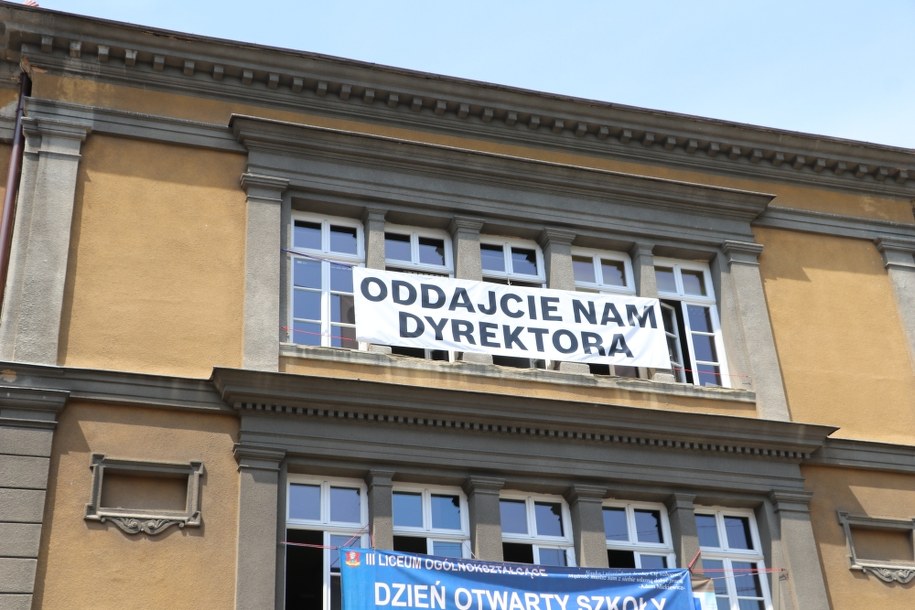 ODDAJCIE NAM
DYREKTORA
III LICEUM OGÓLNOKSZTAŁCĄCE
DZIEŃ OTWARTY SZKOŁY